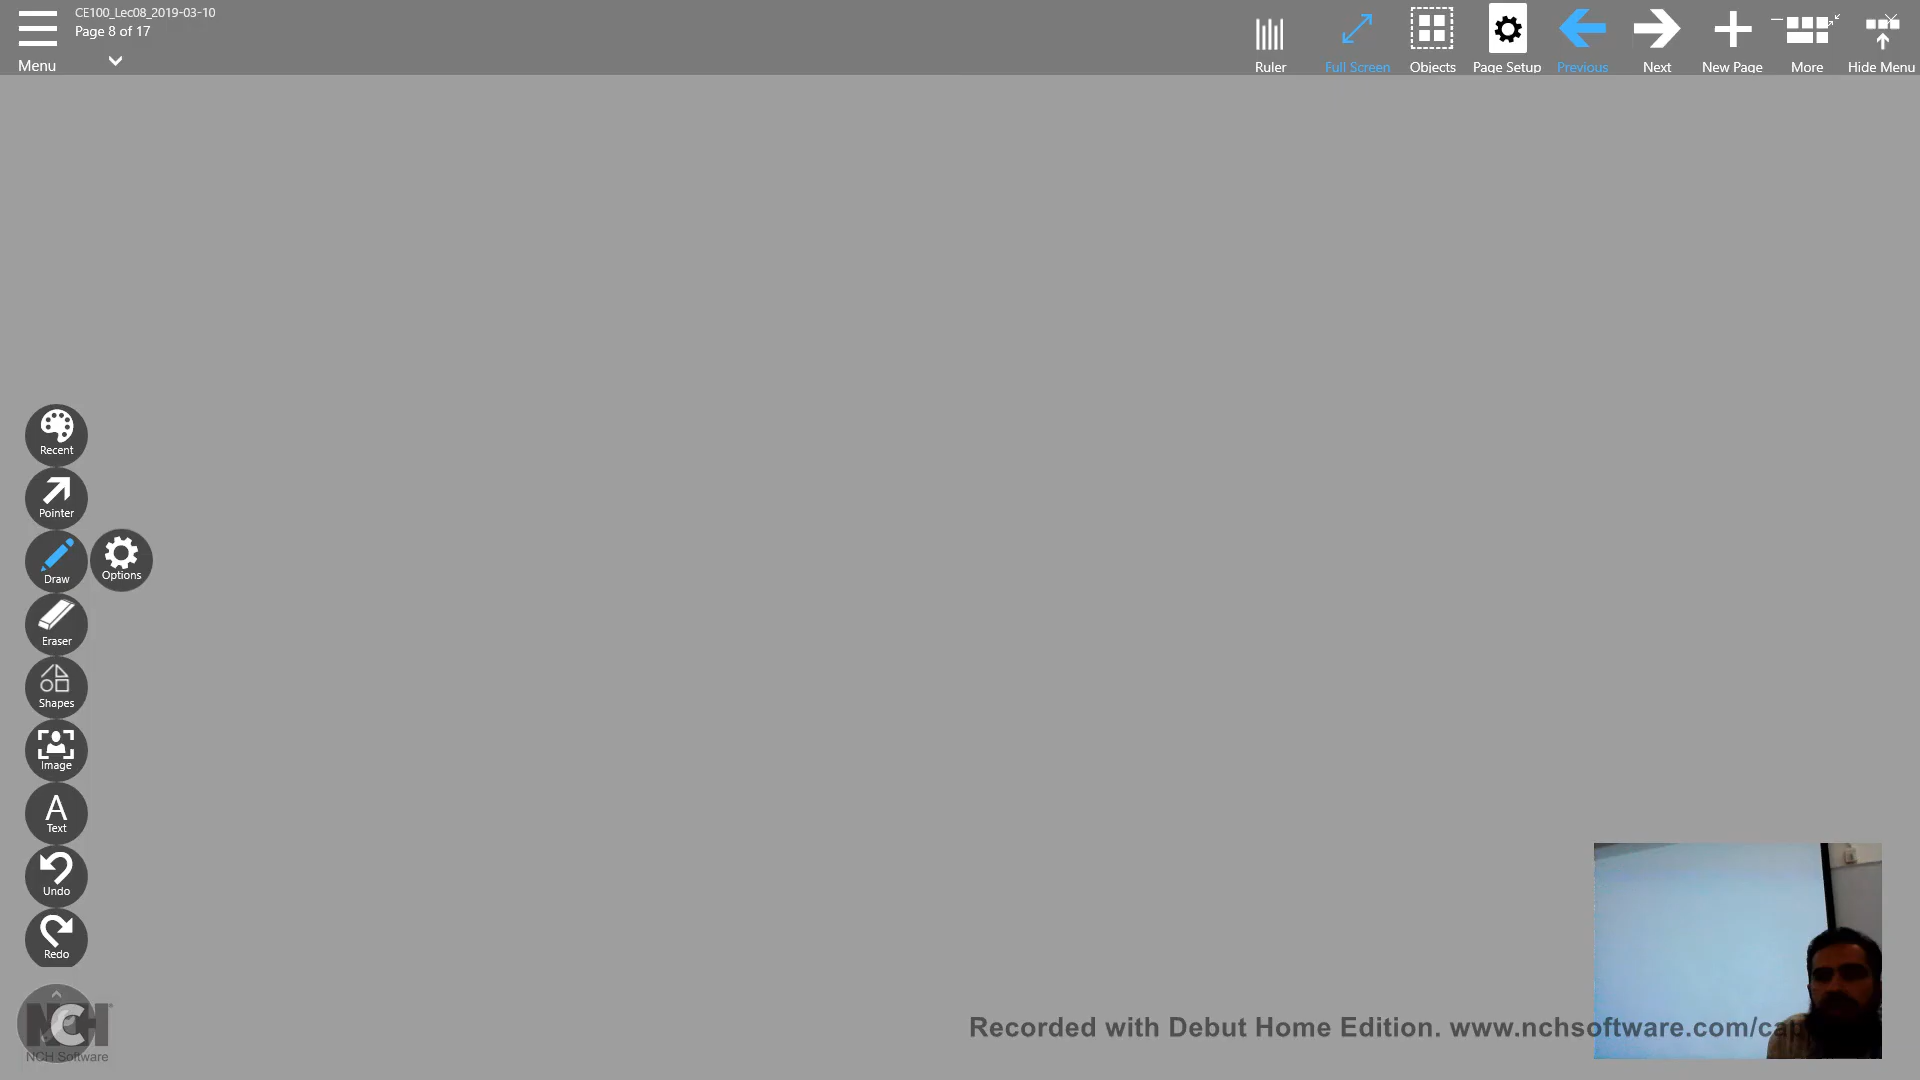 CE100_Lec08_2019-03-10
Page 8 of 17
Menu
Ruler
Full Screen
Objects
Page Setup
Previous
Next
New Page
More
Hide Menu
Recent
Pointer
Draw
Options
Eraser
Shapes
Image
Text
Undo
Redo
NCH
NCH Software
Recorded with Debut Home Edition. www.nchsoftware.com/cap